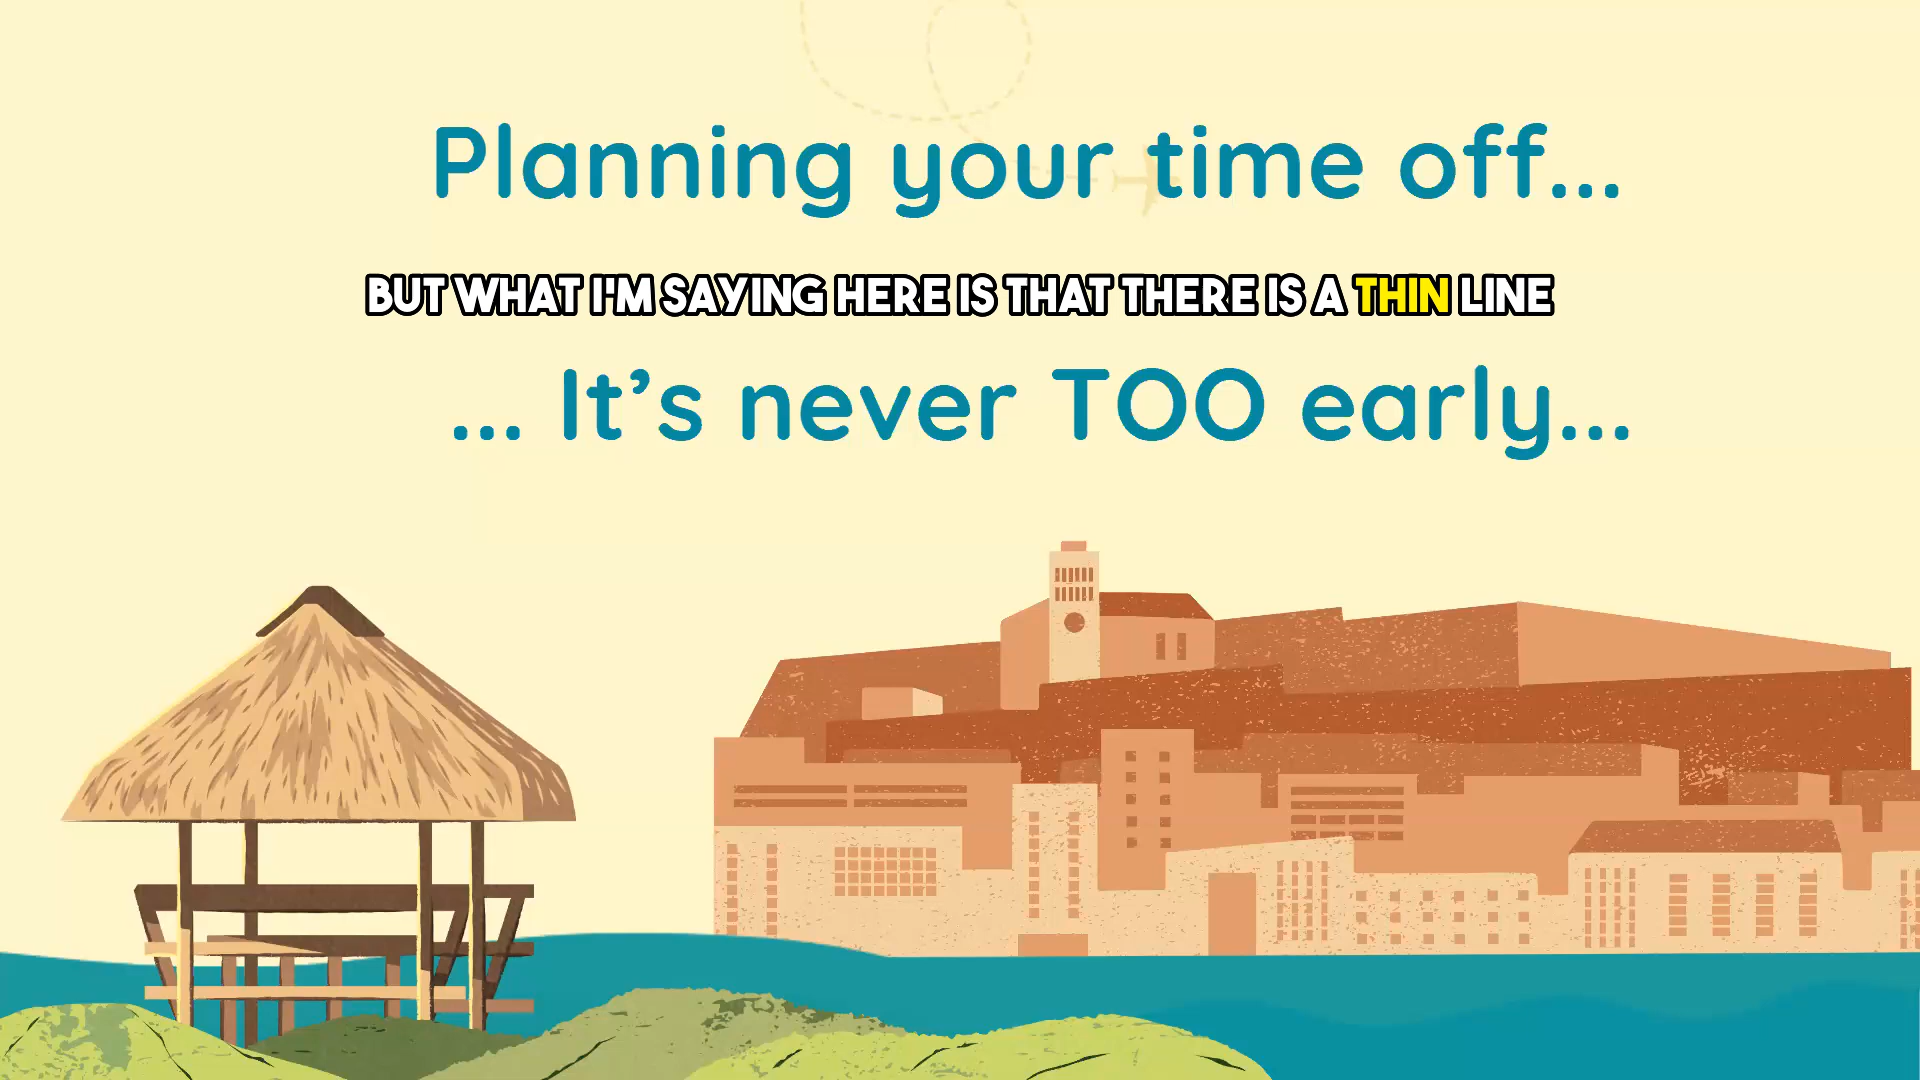 Planning your time off...
BUT WHAT I'M SAYING HERE IS THAT THERE IS A THIN LINE
... It’s never TOO early...